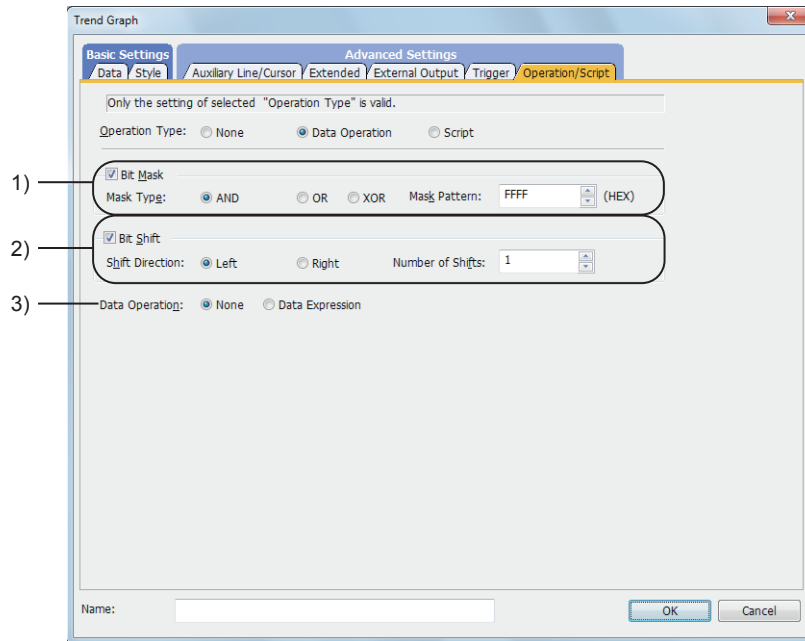 Trend Graph
x
Basic Settings
Advanced Settings
Data Style Auxiliary Line/Cursor Extended External Output Trigger Operation/Script
Only the setting of selected "Operation Type" is valid.
Operation Type: None Data Operation Script
1)
Bit Mask
Mask Type: AND OR XOR Mask Pattern: FFFF (HEX)
2)
Bit Shift
Shift Direction: Left Right Number of Shifts: 1
3)
Data Operation: None Data Expression
Name:
OK Cancel